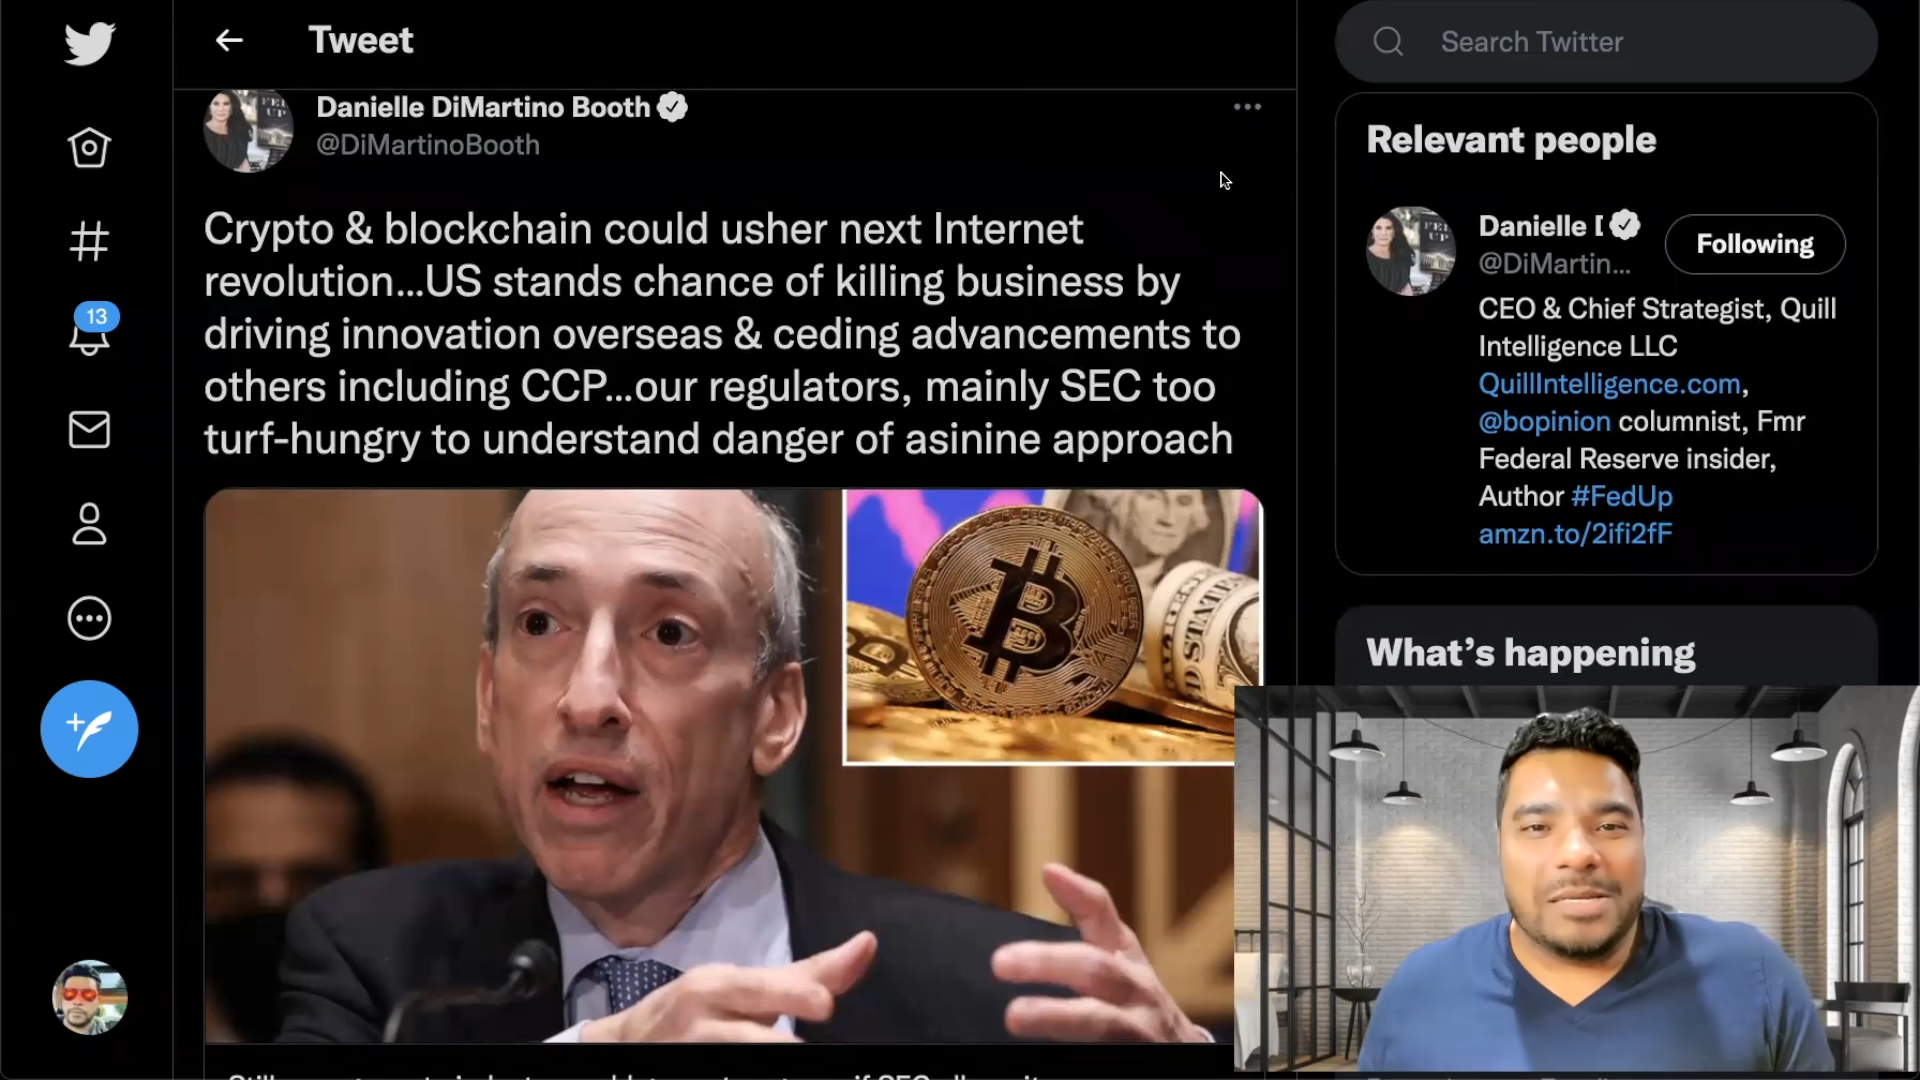 Tweet
Search Twitter
Danielle DiMartino Booth
@DiMartinoBooth
Crypto & blockchain could usher next Internet
revolution...US stands chance of killing business by
driving innovation overseas & ceding advancements to
others including CCP...our regulators, mainly SEC too
turf-hungry to understand danger of asinine approach
13
Relevant people
Danielle D
@DiMartin...
Following
CEO & Chief Strategist, Quill
Intelligence LLC
QuillIntelligence.com,
@bopinion columnist, Fmr
Federal Reserve insider,
Author #FedUp
amzn.to/2ifi2fF
What's happening